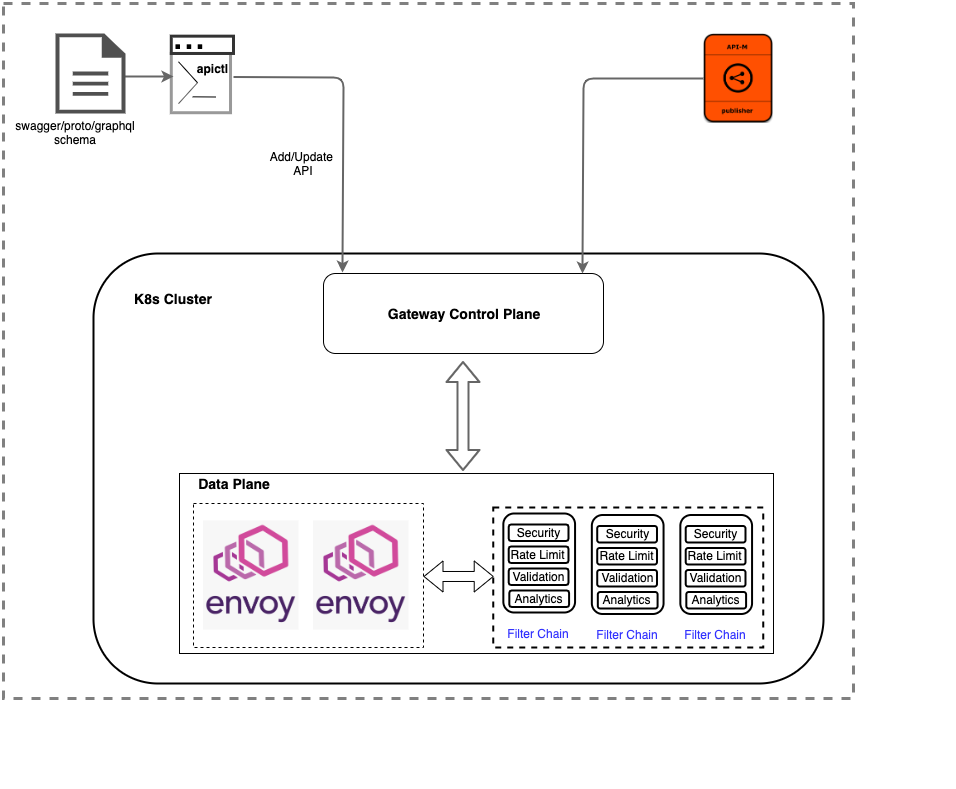 apictl
API-M
publisher
swagger/proto/graphql
schema
Add/Update
API
K8s Cluster
Gateway Control Plane
Data Plane
envoy
envoy
Security
Rate Limit
Validation
Analytics
Filter Chain
Security
Rate Limit
Validation
Analytics
Filter Chain
Security
Rate Limit
Validation
Analytics
Filter Chain